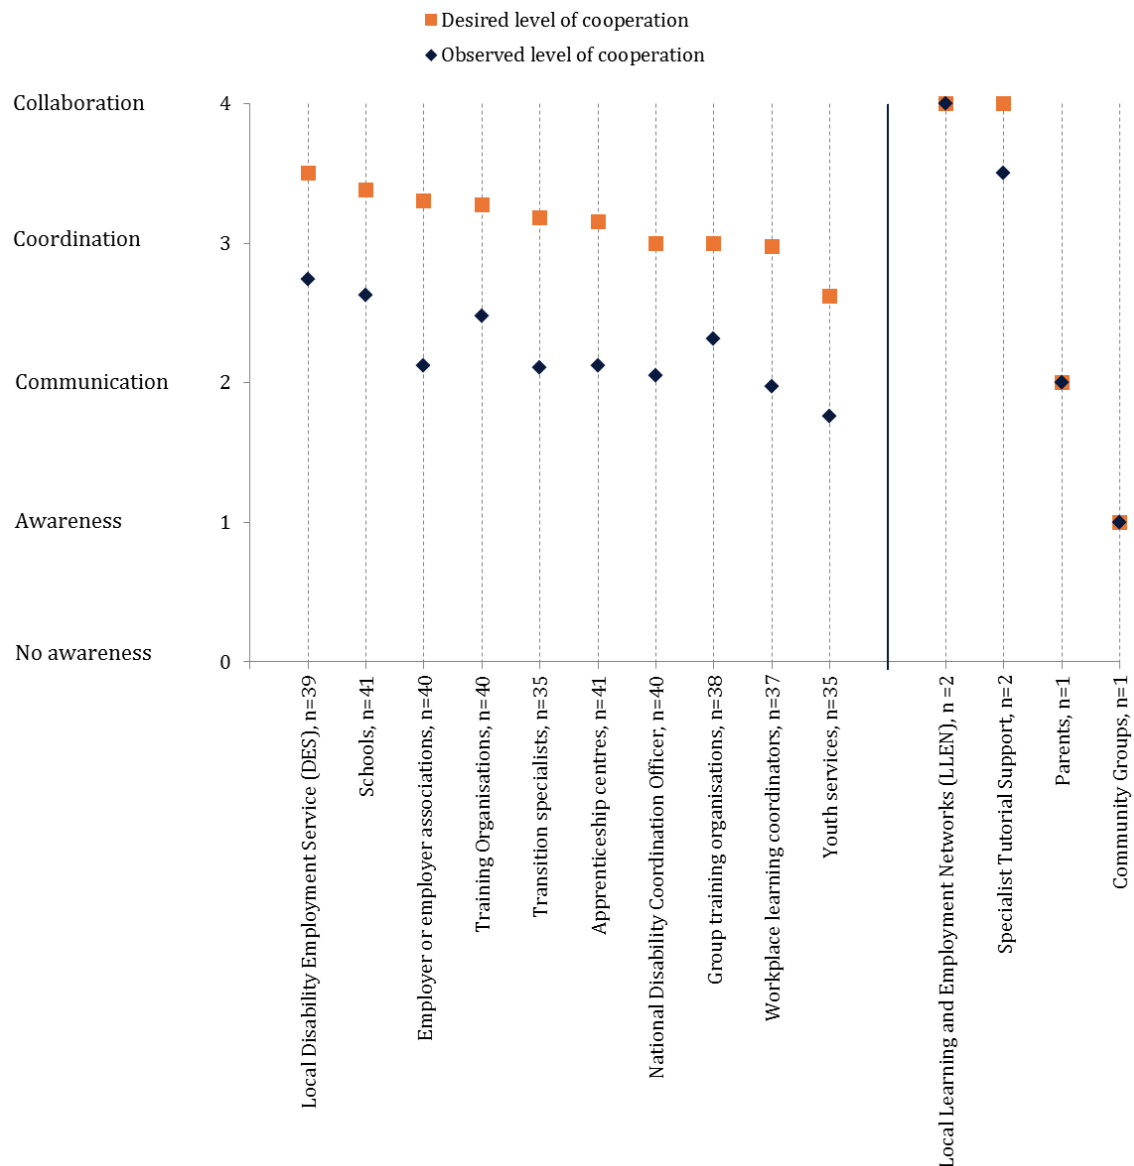 Desired level of cooperation
Observed level of cooperation
Collaboration 4
Coordination 3
Communication 2
Awareness 1
No awareness 0
Local Disability Employment Service (DES), n=39
Schools, n=41
Employer or employer associations, n=40
Training Organisations, n=40
Transition specialists, n=35
Apprenticeship centres, n=41
National Disability Coordination Officer, n=40
Group training organisations, n=38
Workplace learning coordinators, n=37
Youth services, n=35
Local Learning and Employment Networks (LLEN), n =2
Specialist Tutorial Support, n=2
Parents, n=1
Community Groups, n=1